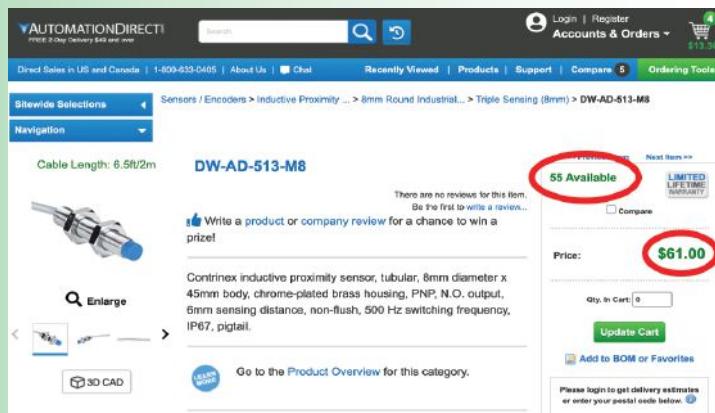 AUTOMATIONDIRECT
FREE 2-Day Delivery $49 and over
Search
Login | Register
Accounts & Orders
4
Direct Sales in US and Canada | 1-800-633-0405 | About Us | Chat
Recently Viewed | Products | Support | Compare 5
Ordering Tools
Sitewide Selections
Navigation
Sensors / Encoders > Inductive Proximity ... > 8mm Round Industrial... > Triple Sensing (8mm) > DW-AD-513-M8
Next Item >>
Cable Length: 6.5ft/2m
DW-AD-513-M8
55 Available
LIMITED
LIFETIME
WARRANTY
There are no reviews for this item.
Be the first to write a review...
Compare
Write a product or company review for a chance to win a
prize!
Price:
$61.00
Contrinex inductive proximity sensor, tubular, 8mm diameter x
45mm body, chrome-plated brass housing, PNP, N.O. output,
6mm sensing distance, non-flush, 500 Hz switching frequency,
IP67, pigtail.
Enlarge
Qty. In Cart: 0
Update Cart
Add to BOM or Favorites
3D CAD
LEARN
MORE
Go to the Product Overview for this category.
Please login to get delivery estimates
or enter your postal code below.